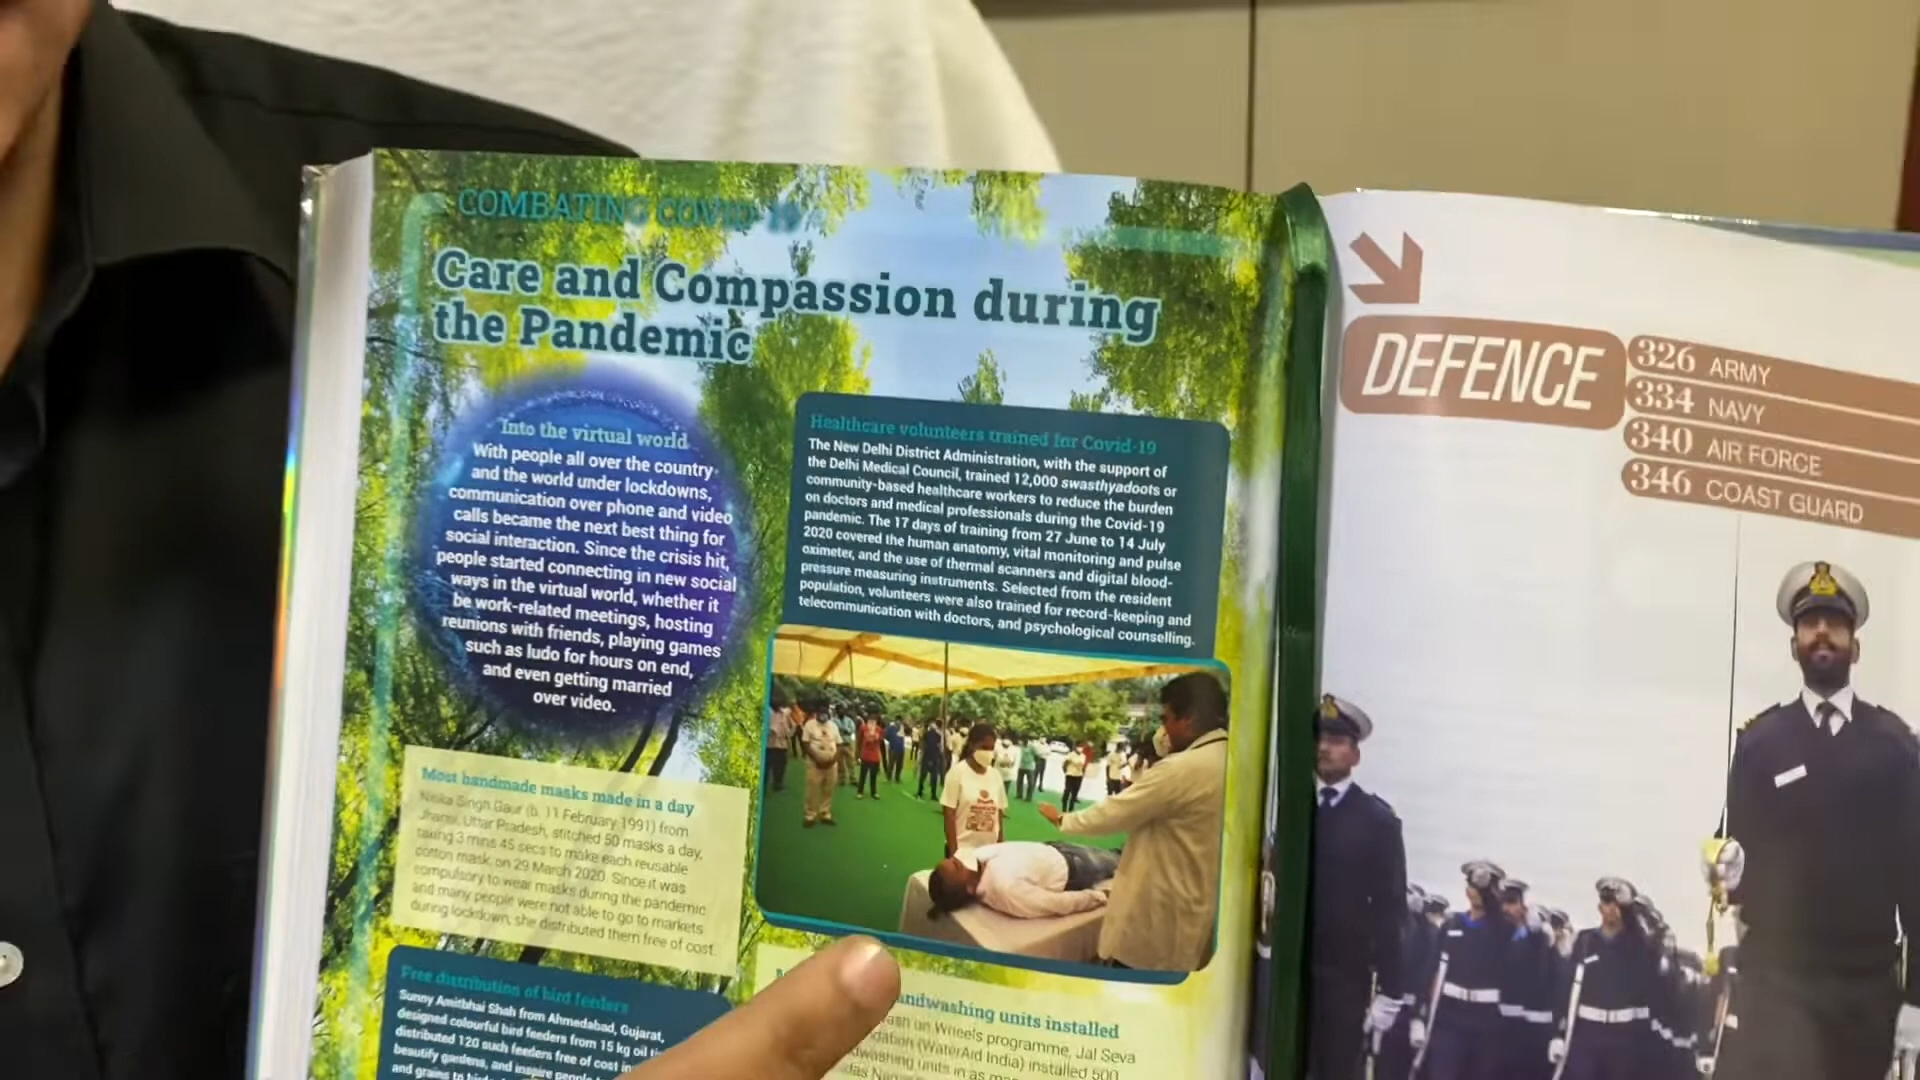 COMBATING COVID-19
Care and Compassion during
the Pandemic
Into the virtual world
With people all over the country
and the world under lockdowns,
communication over phone and video
calls became the next best thing for
social interaction. Since the crisis hit,
people started connecting in new social
ways in the virtual world, whether it
be work-related meetings, hosting
reunions with friends, playing games
such as ludo for hours on end,
and even getting married
over video.
Most handmade masks made in a day
Singh Gaur (b. 11 February 1991) from
Jhansi, Uttar Pradesh, stitched 50 masks a day,
taking 3 mins 45 secs to make each reusable
cotton mask, on 29 March 2020. Since it was
compulsory to wear masks during the pandemic
and many people were not able to go to markets
during lockdown, she distributed them free of cost.
Free distribution of bird feeders
Sunny Amitbhai Shah from Ahmedabad, Gujarat,
designed colourful bird feeders from 15 kg oil
distributed 120 such feeders free of cost in
beautify gardens, and inspire people
and grains to
Healthcare volunteers trained for Covid-19
The New Delhi District Administration, with the support of
the Delhi Medical Council, trained 12,000 swasthyadoots or
community-based healthcare workers to reduce the burden
on doctors and medical professionals during the Covid-19
pandemic. The 17 days of training from 27 June to 14 July
2020 covered the human anatomy, vital monitoring and pulse
oximeter, and the use of thermal scanners and digital blood-
pressure measuring instruments. Selected from the resident
population, volunteers were also trained for record-keeping and
telecommunication with doctors, and psychological counselling.
andwashing units installed
on Wheels programme, Jal Seva
dation (WaterAid India) installed 500
dwashing units in as
DEFENCE
326 ARMY
334 NAVY
340 AIR FORCE
346 COAST GUARD